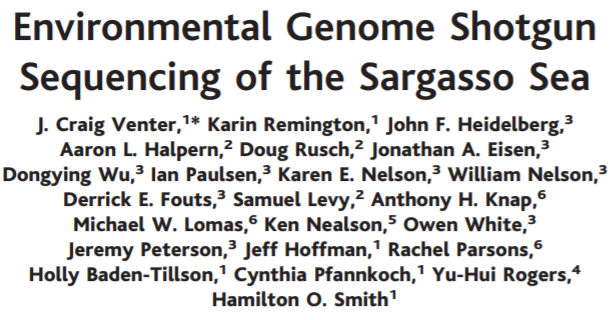 Environmental Genome Shotgun
Sequencing of the Sargasso Sea
J. Craig Venter,¹* Karin Remington,¹ John F. Heidelberg,³
Aaron L. Halpern,² Doug Rusch,² Jonathan A. Eisen,³
Dongying Wu,³ Ian Paulsen,³ Karen E. Nelson,³ William Nelson,³
Derrick E. Fouts,³ Samuel Levy,² Anthony H. Knap,⁶
Michael W. Lomas,⁶ Ken Nealson,⁵ Owen White,³
Jeremy Peterson,³ Jeff Hoffman,¹ Rachel Parsons,⁶
Holly Baden-Tillson,¹ Cynthia Pfannkoch,¹ Yu-Hui Rogers,⁴
Hamilton O. Smith¹